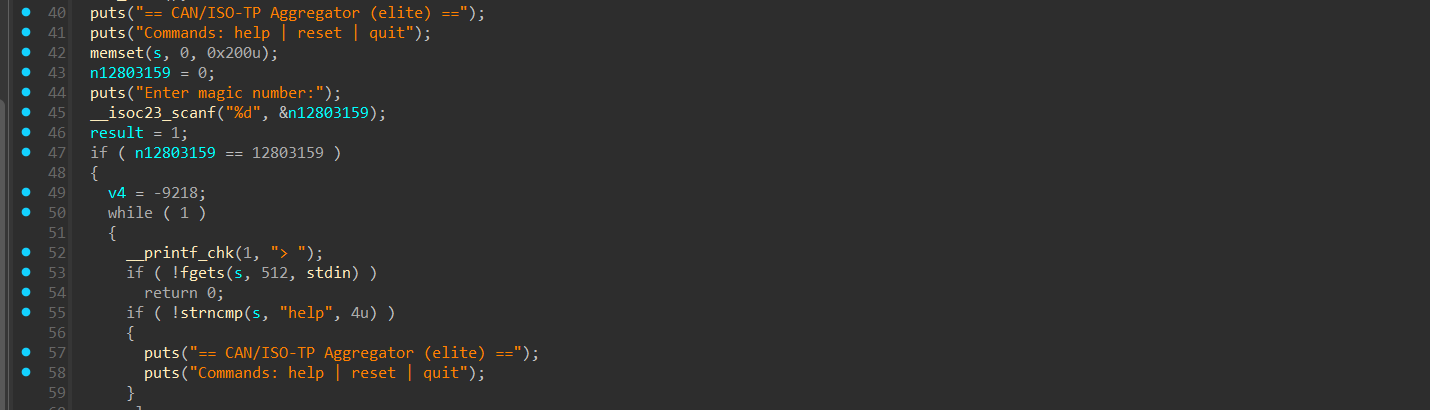 40 puts("== CAN/ISO-TP Aggregator (elite) ==");
41 puts("Commands: help | reset | quit");
42 memset(s, 0, 0x200u);
43 n12803159 = 0;
44 puts("Enter magic number:");
45 __isoc23_scanf("%d", &n12803159);
46 result = 1;
47 if ( n12803159 == 12803159 )
48 {
49 v4 = -9218;
50 while ( 1 )
51 {
52 __printf_chk(1, "> ");
53 if ( !fgets(s, 512, stdin) )
54 return 0;
55 if ( !strncmp(s, "help", 4u) )
56 {
57 puts("== CAN/ISO-TP Aggregator (elite) ==");
58 puts("Commands: help | reset | quit");
59 }